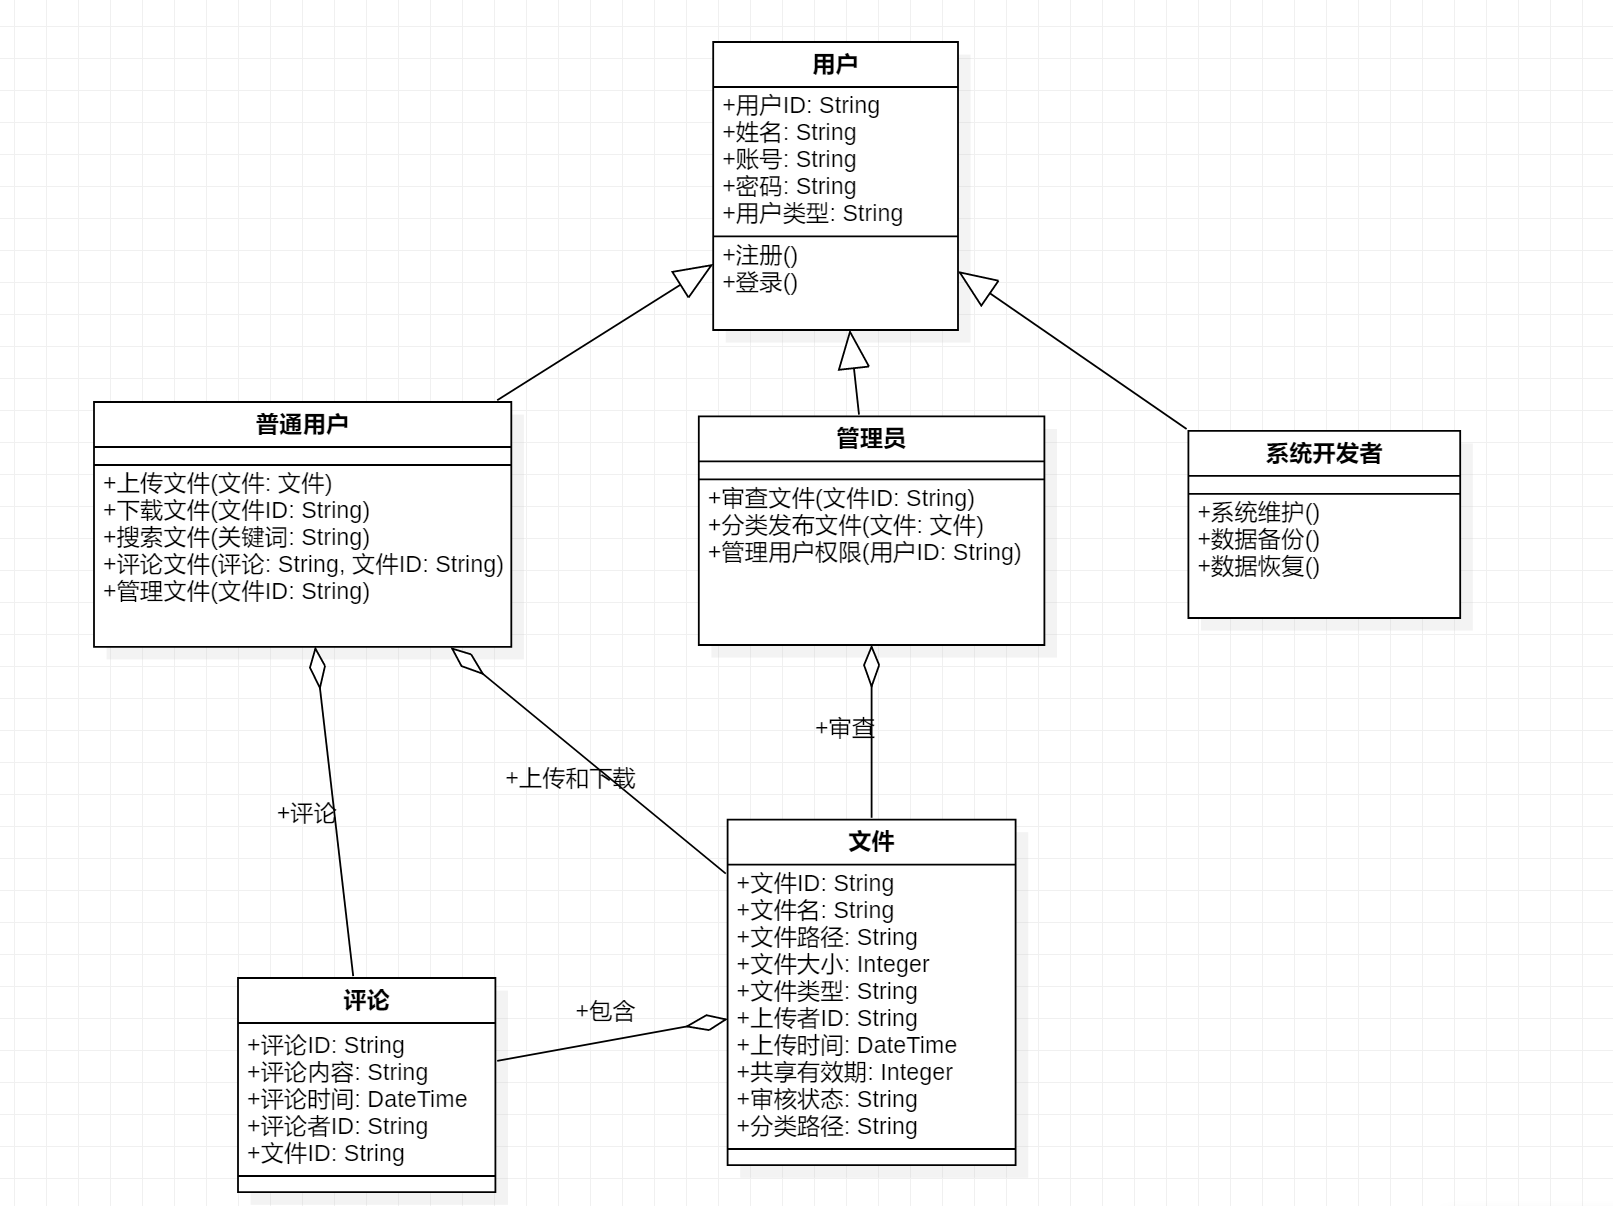 用户
+用户ID: String
+姓名: String
+账号: String
+密码: String
+用户类型: String
+注册()
+登录()
普通用户
+上传文件(文件: 文件)
+下载文件(文件ID: String)
+搜索文件(关键词: String)
+评论文件(评论: String, 文件ID: String)
+管理文件(文件ID: String)
管理员
+审查文件(文件ID: String)
+分类发布文件(文件: 文件)
+管理用户权限(用户ID: String)
系统开发者
+系统维护()
+数据备份()
+数据恢复()
+审查
+上传和下载
+评论
文件
+文件ID: String
+文件名: String
+文件路径: String
+文件大小: Integer
+文件类型: String
+上传者ID: String
+上传时间: DateTime
+共享有效期: Integer
+审核状态: String
+分类路径: String
+包含
评论
+评论ID: String
+评论内容: String
+评论时间: DateTime
+评论者ID: String
+文件ID: String